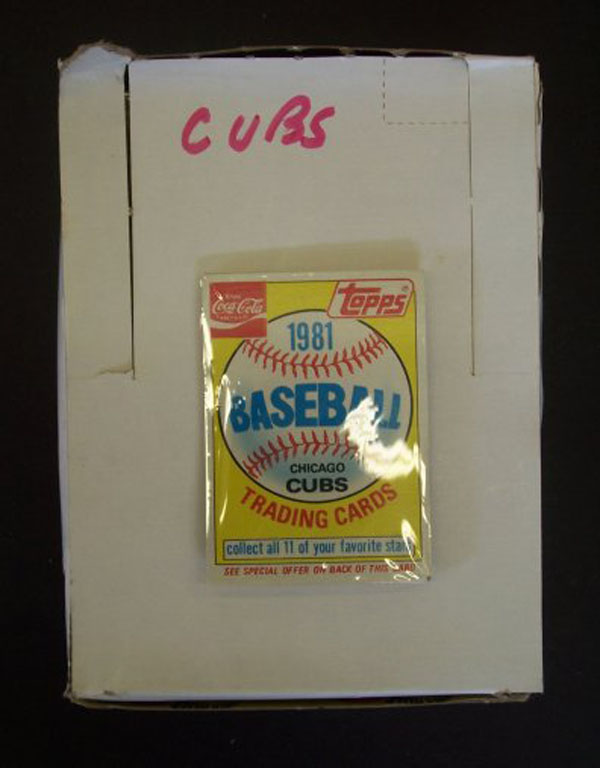 CUBS
Coca-Cola
topps®
1981
BASEBALL
CHICAGO
CUBS
TRADING CARDS
collect all 11 of your favorite stars
SEE SPECIAL OFFER ON BACK OF THIS CARD